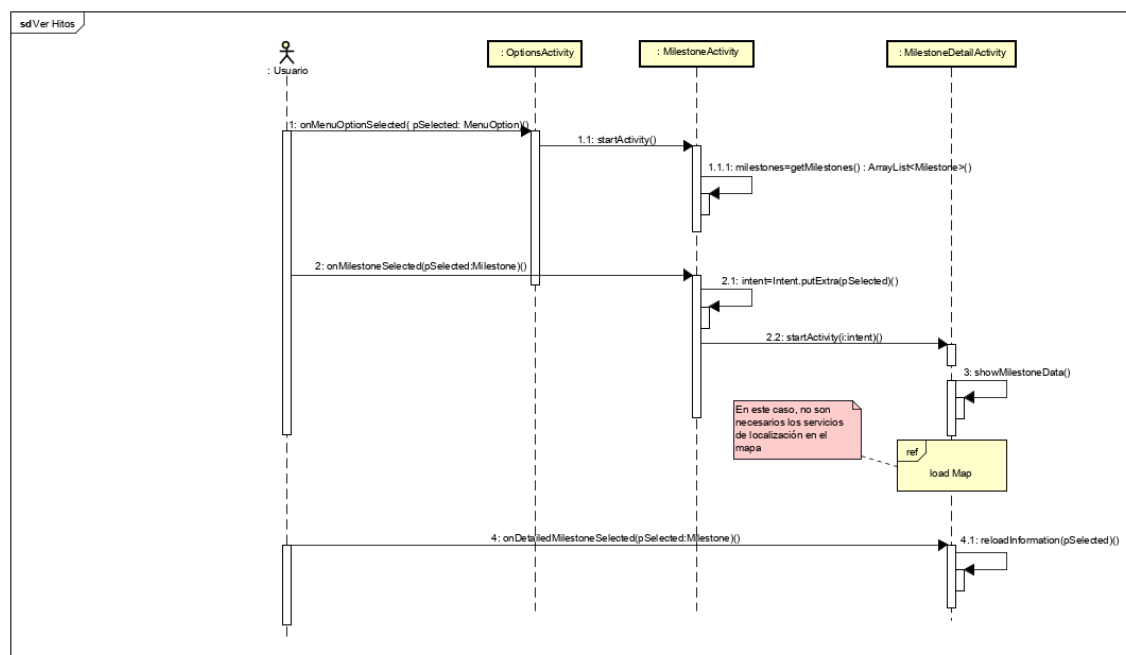 sd Ver Hitos
: Usuario
: OptionsActivity
: MilestoneActivity
: MilestoneDetailActivity
1: onMenuOptionSelected( pSelected: MenuOption)()
1.1: startActivity()
1.1.1: milestones=getMilestones() : ArrayList<Milestone>()
2: onMilestoneSelected(pSelected:Milestone)()
2.1: intent=Intent.putExtra(pSelected)()
2.2: startActivity(i:intent)()
3: showMilestoneData()
En este caso, no son
necesarios los servicios
de localización en el
mapa
ref
load Map
4: onDetailedMilestoneSelected(pSelected:Milestone)()
4.1: reloadInformation(pSelected)()